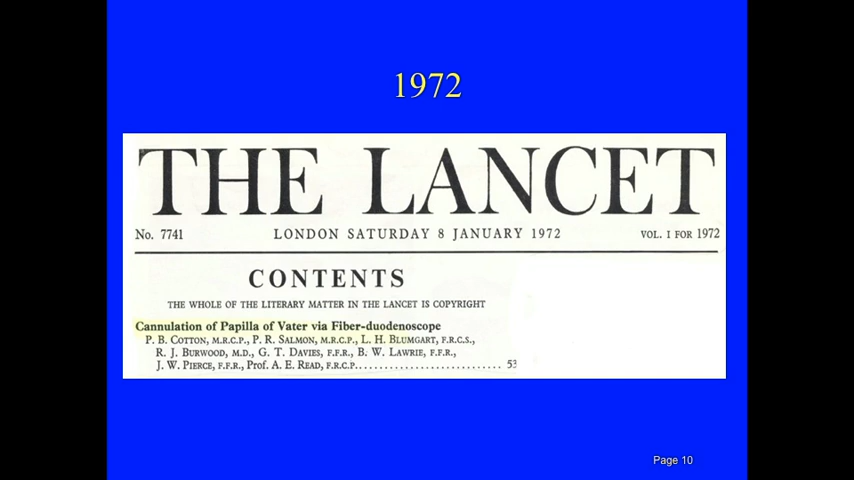 1972
THE LANCET
No. 7741 LONDON SATURDAY 8 JANUARY 1972 VOL. I FOR 1972
CONTENTS
THE WHOLE OF THE LITERARY MATTER IN THE LANCET IS COPYRIGHT
Cannulation of Papilla of Vater via Fiber-duodenoscope
P. B. COTTON, M.R.C.P., P. R. SALMON, M.R.C.P., L. H. BLUMGART, F.R.C.S.,
R. J. BURWOOD, M.D., G. T. DAVIES, F.F.R., B. W. LAWRIE, F.F.R.,
J. W. PIERCE, F.F.R., Prof. A. E. READ, F.R.C.P............................. 53
Page 10